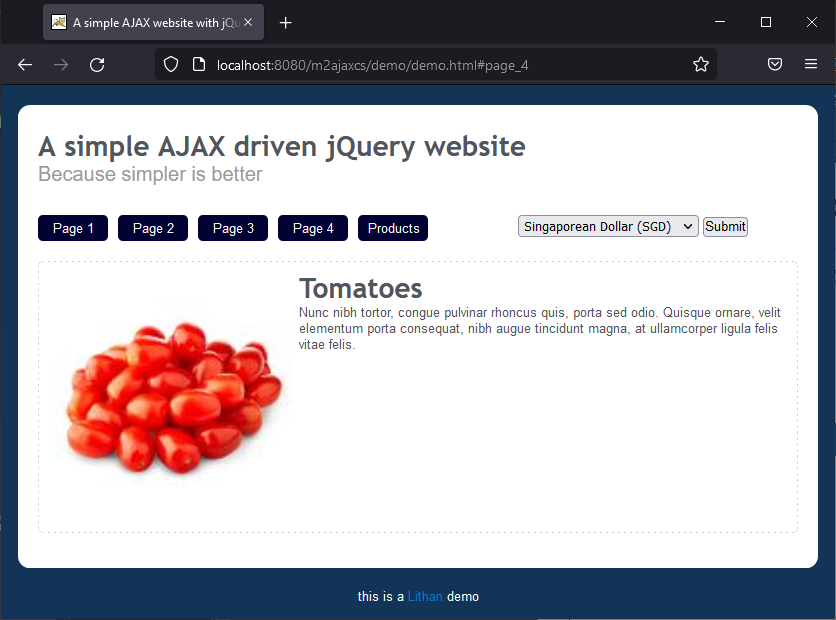 A simple AJAX website with jQu
localhost:8080/m2ajaxcs/demo/demo.html#page_4
A simple AJAX driven jQuery website
Because simpler is better
Page 1 Page 2 Page 3 Page 4 Products Singaporean Dollar (SGD) Submit
Tomatoes
Nunc nibh tortor, congue pulvinar rhoncus quis, porta sed odio. Quisque ornare, velit
elementum porta consequat, nibh augue tincidunt magna, at ullamcorper ligula felis
vitae felis.
this is a Lithan demo